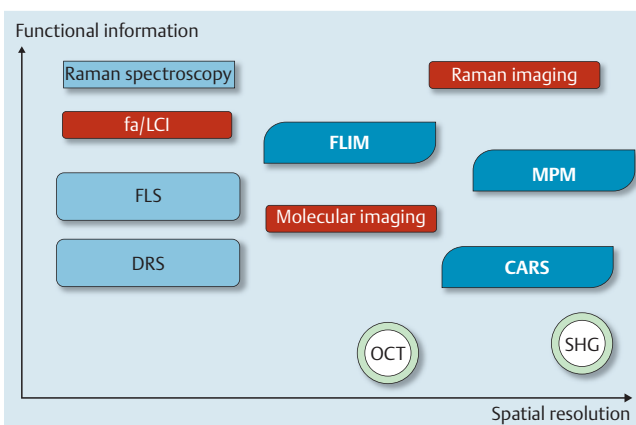 Functional information
Raman spectroscopy
Raman imaging
fa/LCI
FLIM
MPM
FLS
Molecular imaging
DRS
CARS
OCT
SHG
Spatial resolution